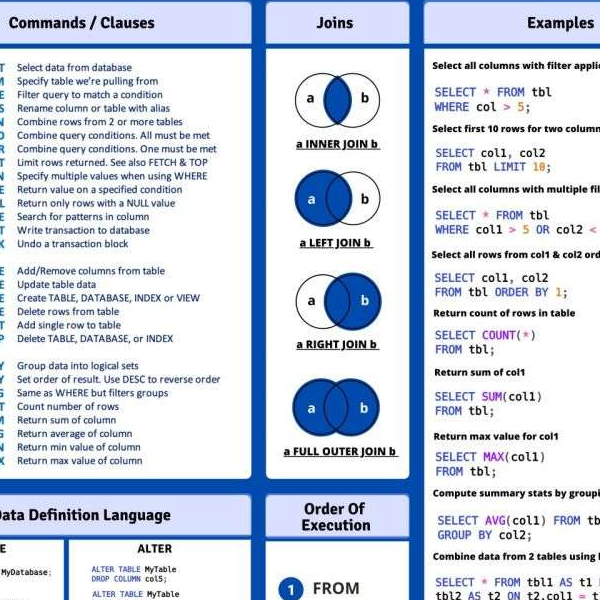 Commands / Clauses
T Select data from database
M Specify table we're pulling from
E Filter query to match a condition
S Rename column or table with alias
N Combine rows from 2 or more tables
D Combine query conditions. All must be met
R Combine query conditions. One must be met
T Limit rows returned. See also FETCH & TOP
N Specify multiple values when using WHERE
E Return value on a specified condition
L Return only rows with a NULL value
E Search for patterns in column
T Write transaction to database
K Undo a transaction block
E Add/Remove columns from table
E Update table data
E Create TABLE, DATABASE, INDEX or VIEW
E Delete rows from table
T Add single row to table
P Delete TABLE, DATABASE, or INDEX
Y Group data into logical sets
Y Set order of result. Use DESC to reverse order
G Same as WHERE but filters groups
T Count number of rows
M Return sum of column
G Return average of column
N Return min value of column
X Return max value of column
Joins
a b
a INNER JOIN b
a b
a LEFT JOIN b
a b
a RIGHT JOIN b
a b
a FULL OUTER JOIN b
Examples
Select all columns with filter applie
SELECT * FROM tbl
WHERE col > 5;
Select first 10 rows for two column
SELECT col1, col2
FROM tbl LIMIT 10;
Select all columns with multiple fil
SELECT * FROM tbl
WHERE col1 > 5 OR col2 <
Select all rows from col1 & col2 ord
SELECT col1, col2
FROM tbl ORDER BY 1;
Return count of rows in table
SELECT COUNT(*)
FROM tbl;
Return sum of col1
SELECT SUM(col1)
FROM tbl;
Return max value for col1
SELECT MAX(col1)
FROM tbl;
Compute summary stats by groupi
SELECT AVG(col1) FROM tb
GROUP BY col2;
Combine data from 2 tables using l
SELECT * FROM tbl1 AS t1
tbl2 AS t2 ON t2.col1 = t
ata Definition Language
E
MyDatabase;
ALTER
ALTER TABLE MyTable
DROP COLUMN col5;
ALTER TABLE MyTable
Order Of
Execution
1 FROM